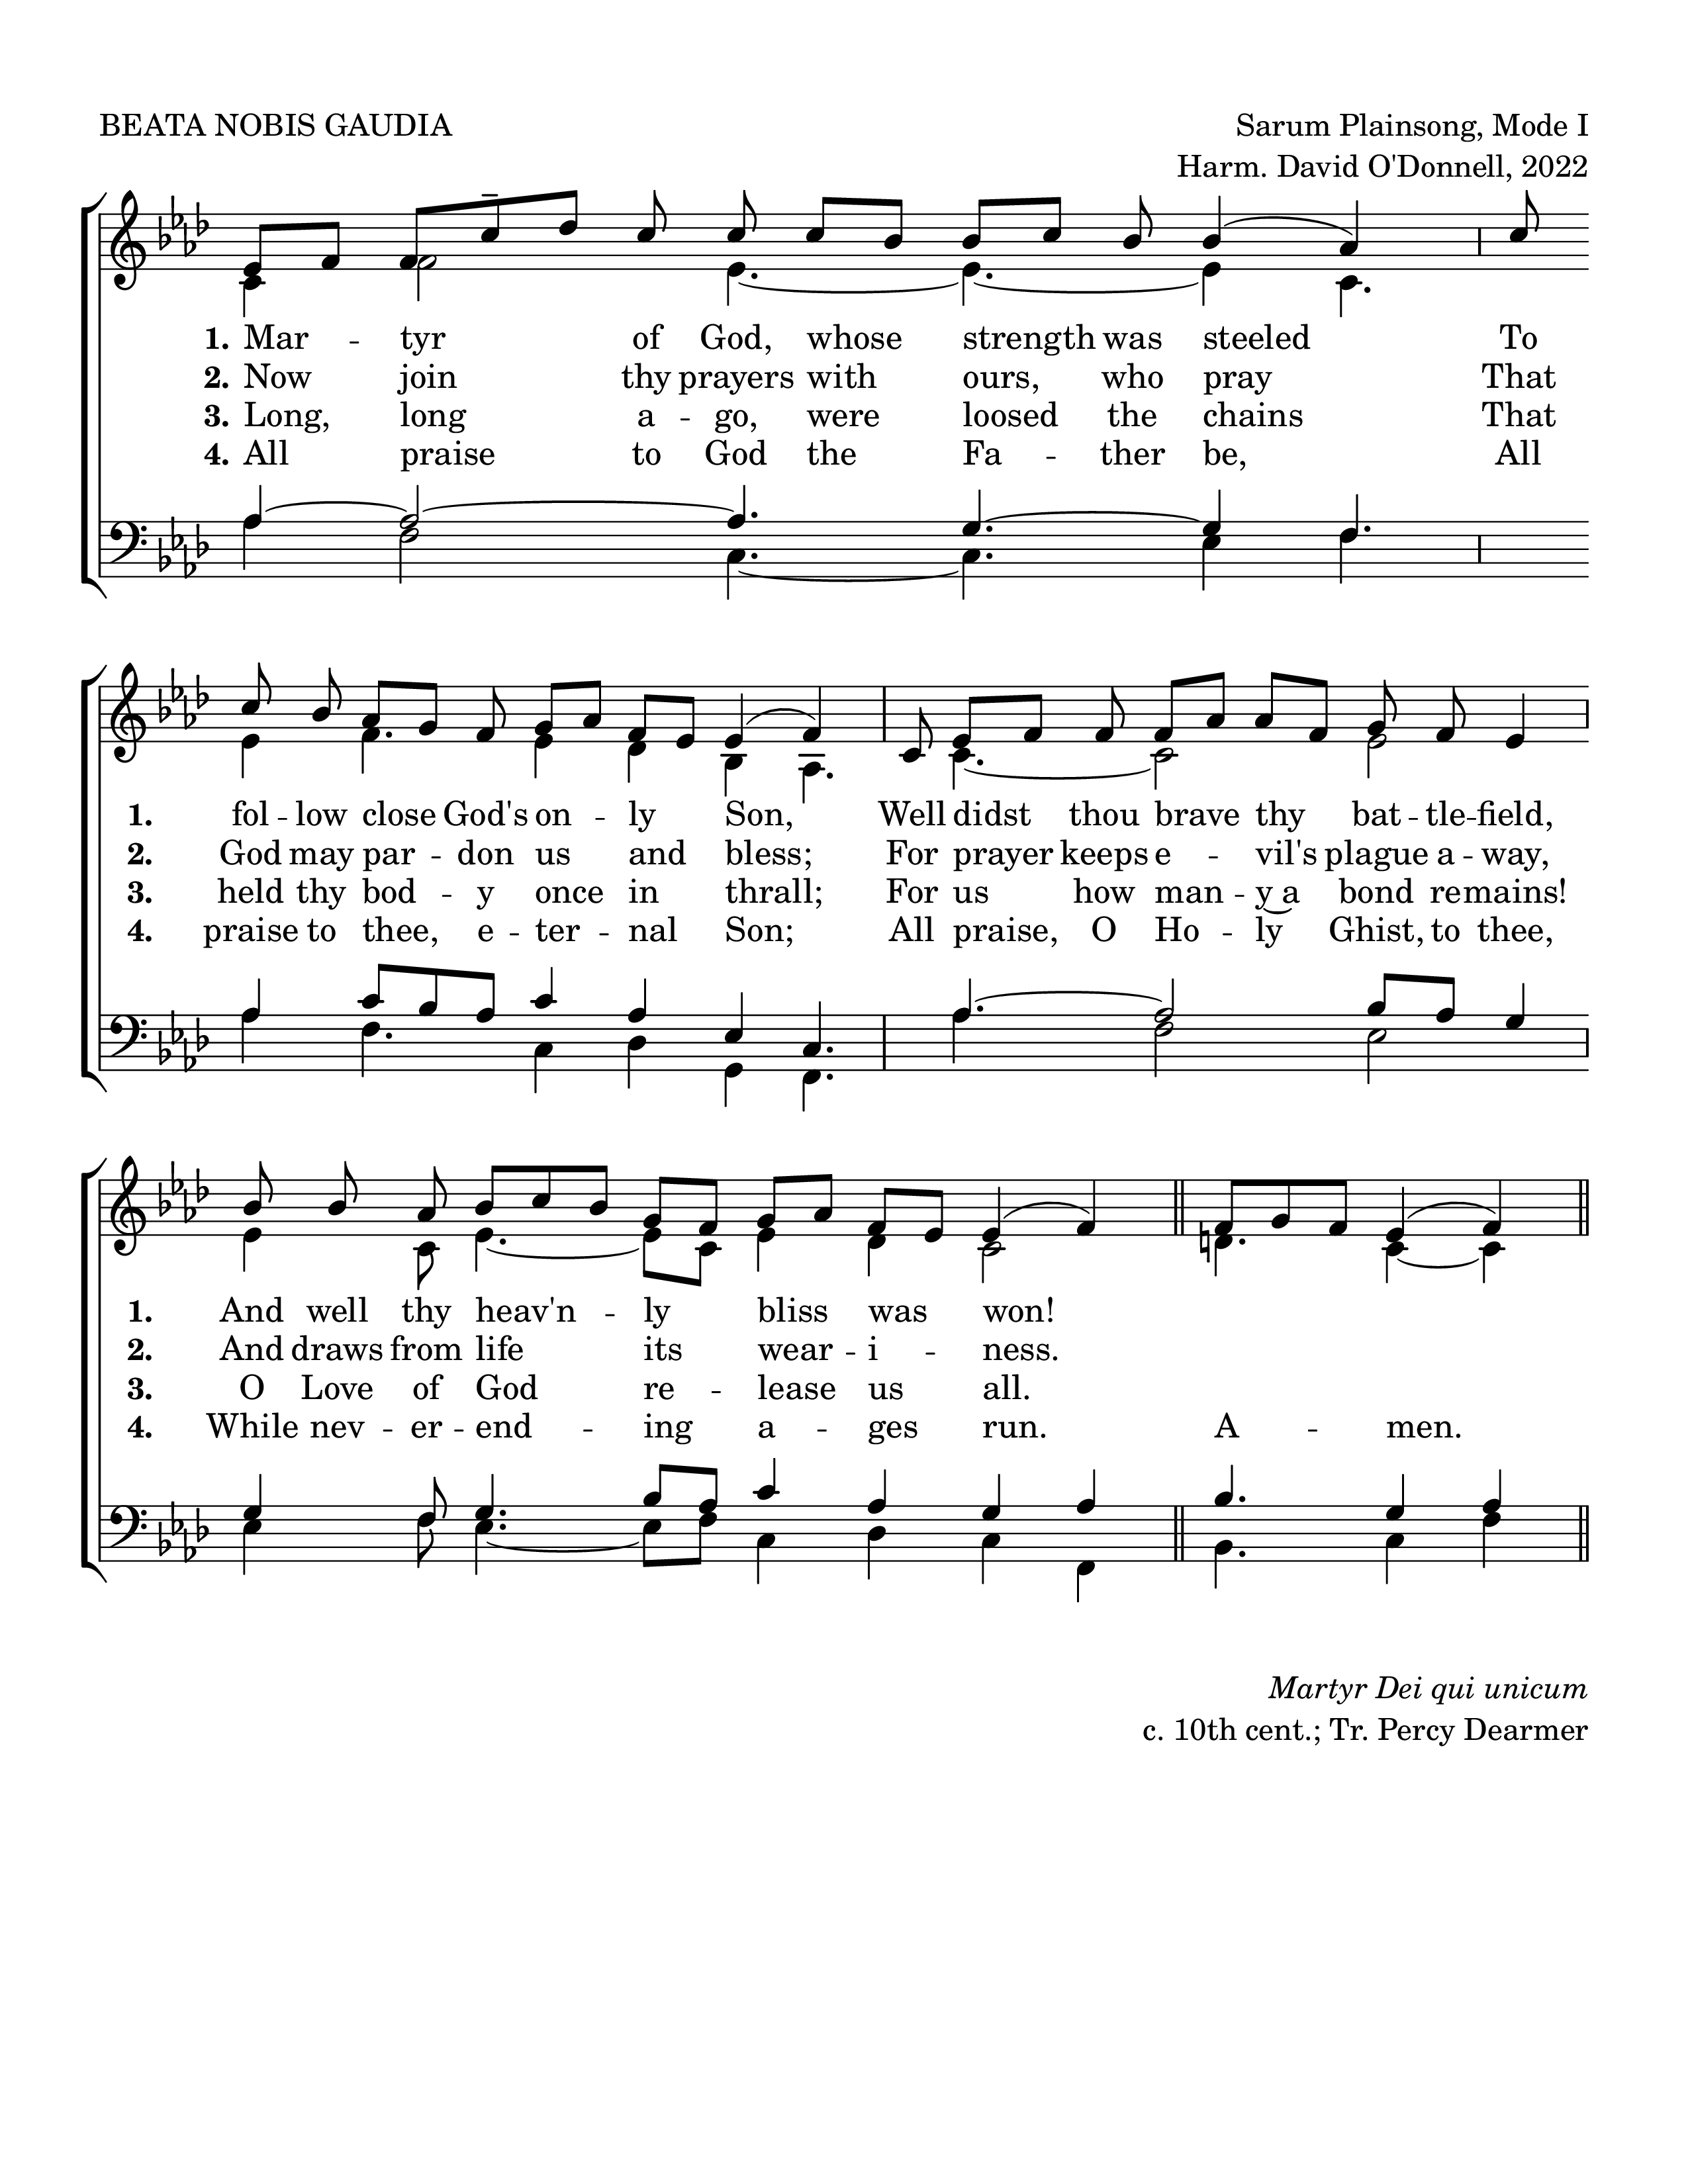 BEATA NOBIS GAUDIA
Sarum Plainsong, Mode I
Harm. David O'Donnell, 2022
1. Mar -- tyr of God, whose strength was steeled To
2. Now join thy prayers with ours, who pray That
3. Long, long a -- go, were loosed the chains That
4. All praise to God the Fa -- ther be, All
1. fol -- low close God's on -- ly Son, Well didst thou brave thy bat -- tle -- field,
2. God may par -- don us and bless; For prayer keeps e -- vil's plague a -- way,
3. held thy bod -- y once in thrall; For us how man -- y a bond remains!
4. praise to thee, e -- ter -- nal Son; All praise, O Ho -- ly Ghist, to thee,
1. And well thy heav'n -- ly bliss was won!
2. And draws from life its wear -- i -- ness.
3. O Love of God re -- lease us all.
4. While nev -- er -- end -- ing a -- ges run. A -- men.
Martyr Dei qui unicum
c. 10th cent.; Tr. Percy Dearmer